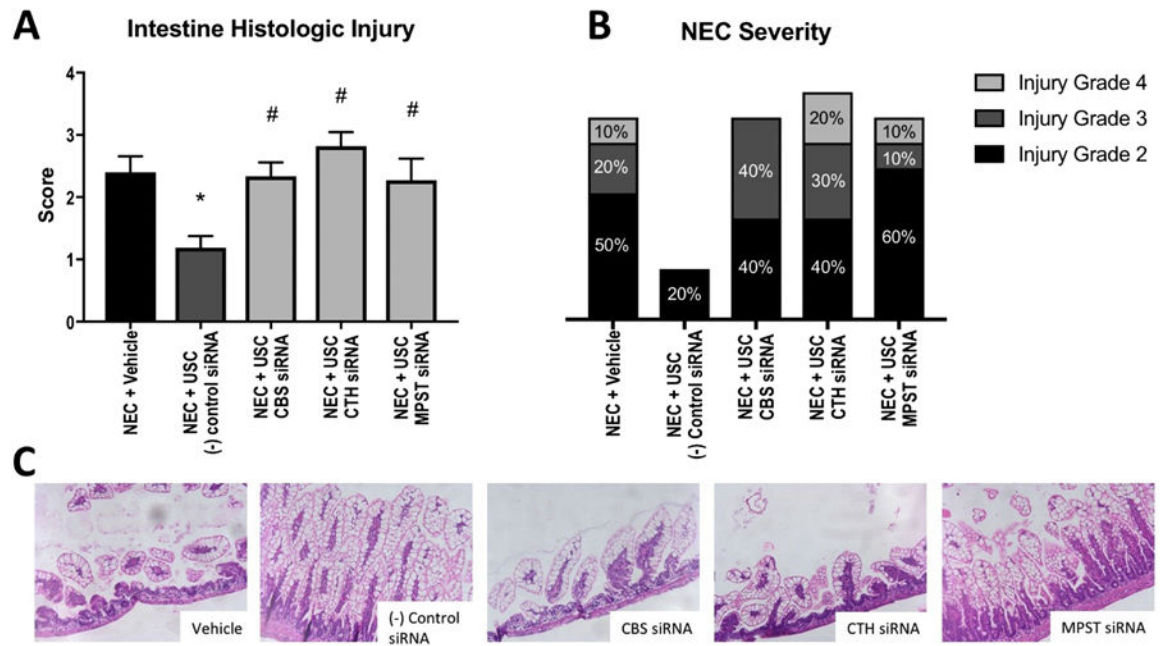 A
Intestine Histologic Injury
Score
4
3
2
1
0
*
#
#
#
NEC + Vehicle
NEC + USC
(-) control siRNA
NEC + USC
CBS siRNA
NEC + USC
CTH siRNA
NEC + USC
MPST siRNA
B
NEC Severity
10%
20%
50%
20%
40%
40%
20%
30%
40%
10%
10%
60%
NEC + Vehicle
NEC + USC
(-) Control siRNA
NEC + USC
CBS siRNA
NEC + USC
CTH siRNA
NEC + USC
MPST siRNA
Injury Grade 4
Injury Grade 3
Injury Grade 2
C
Vehicle
(-) Control
siRNA
CBS siRNA
CTH siRNA
MPST siRNA